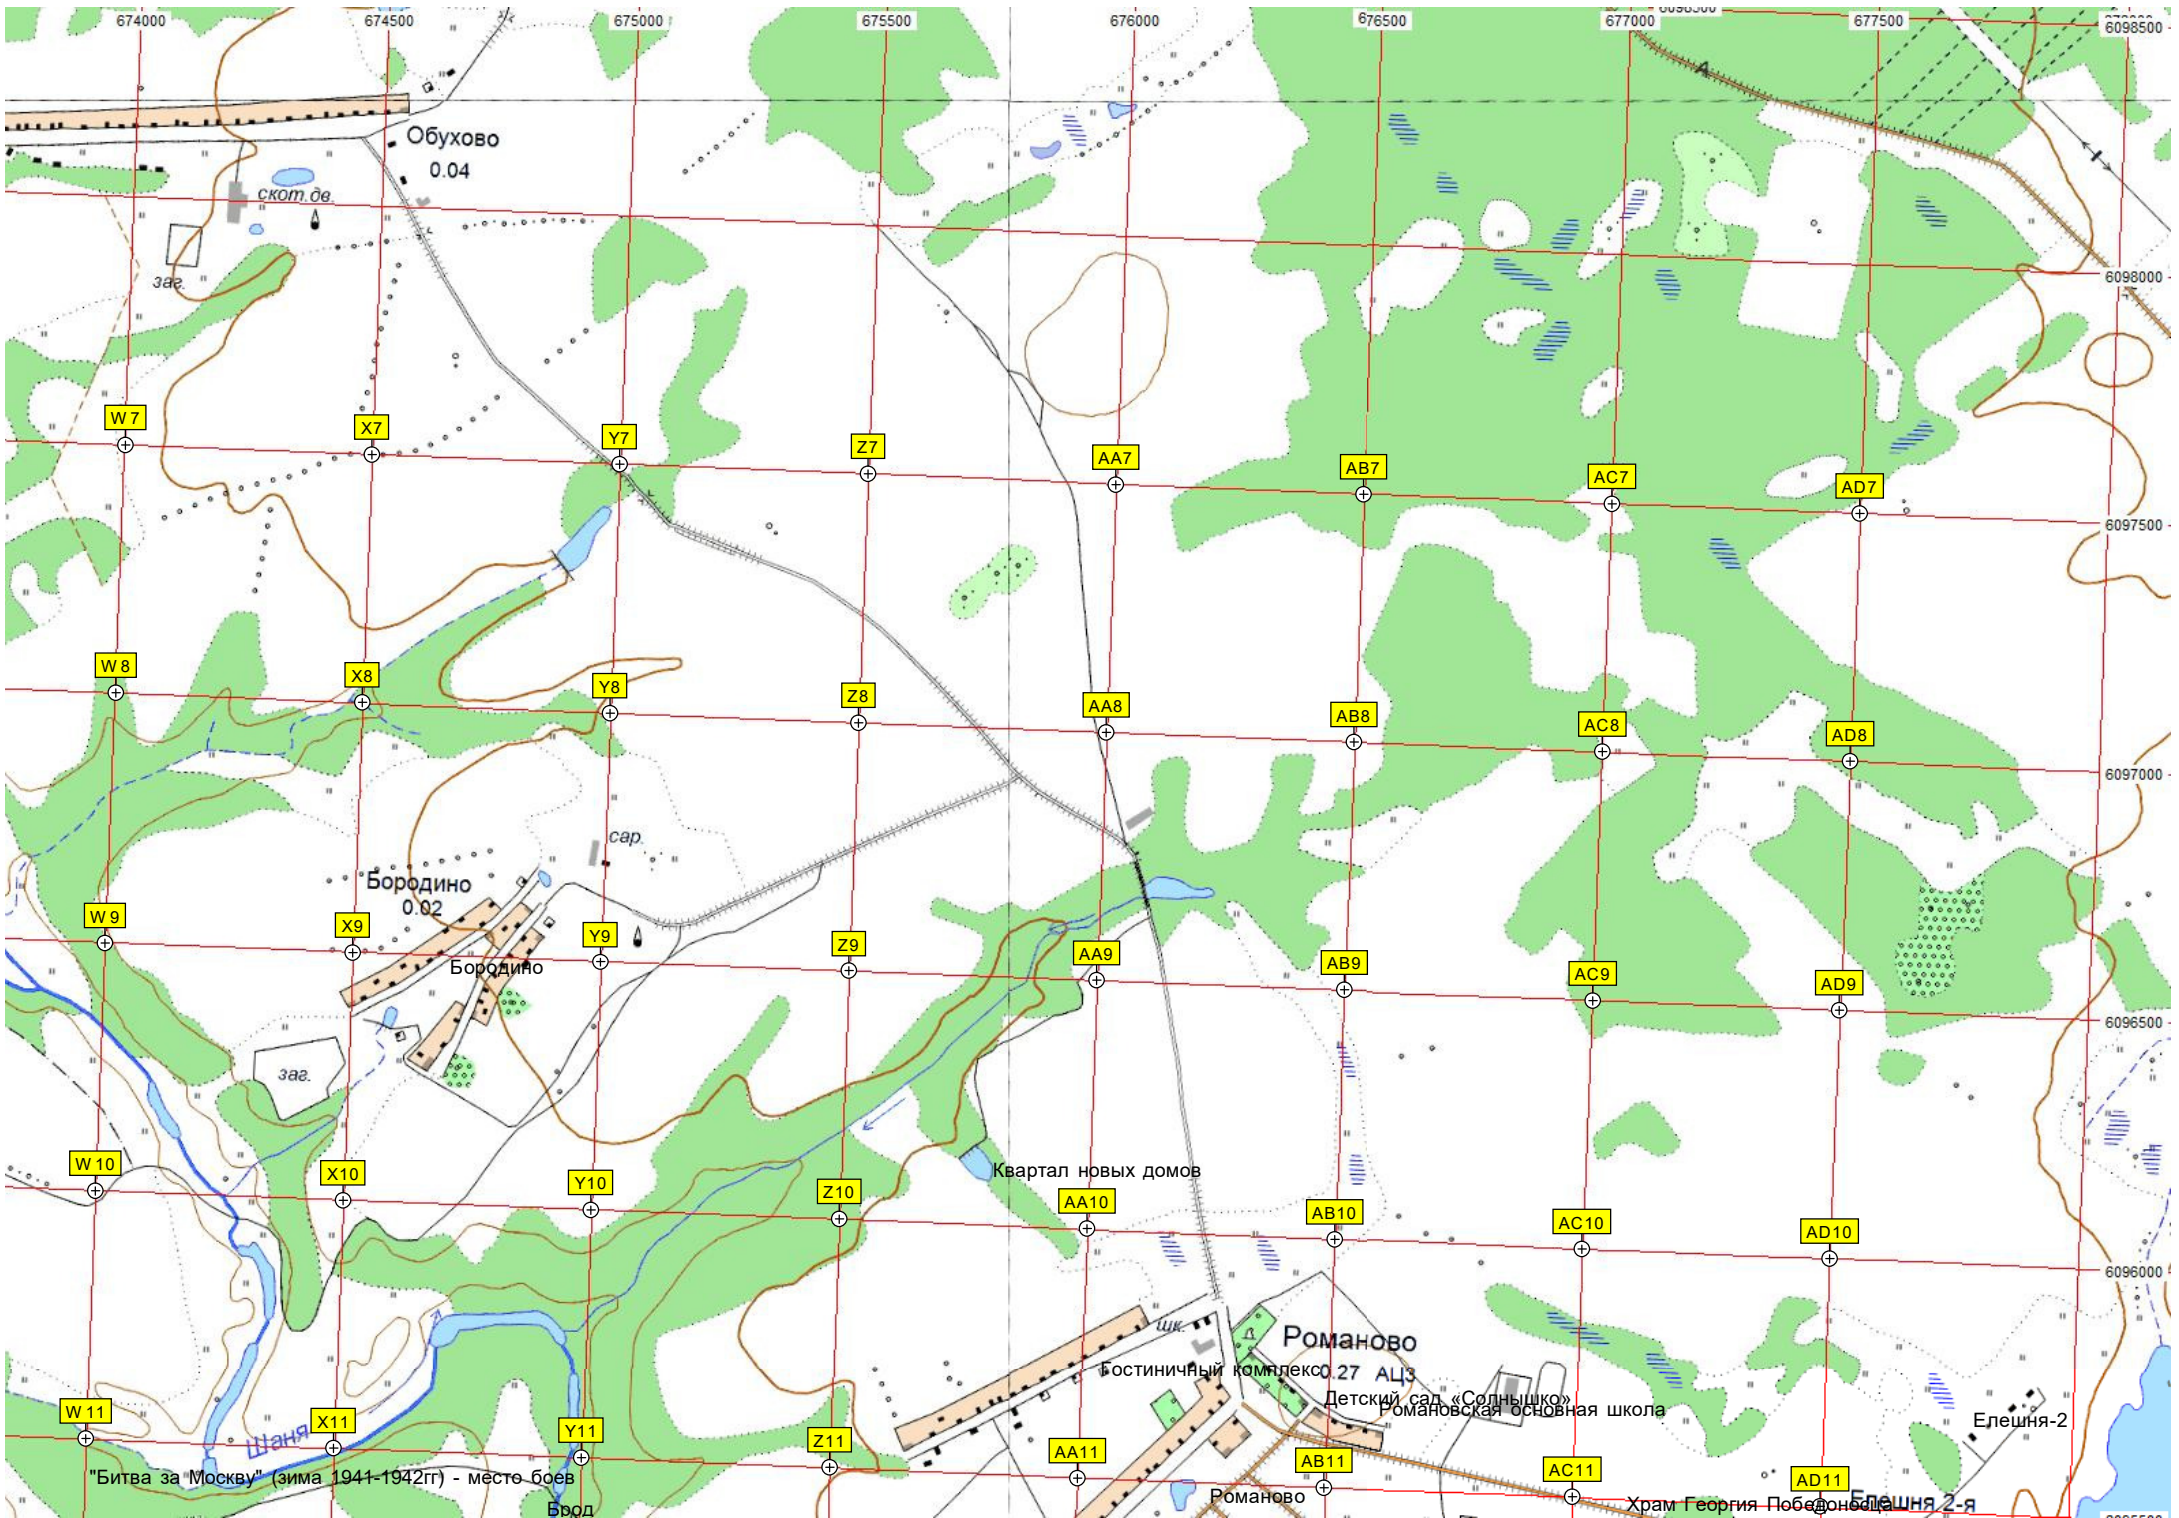 674000 674500 675000 675500 676000 676500 677000 677500
6098500
Обухово
0.04
скот.дв.
заг.
6098000
W7 X7 Y7 Z7 AA7 AB7 AC7 AD7
6097500
W8 X8 Y8 Z8 AA8 AB8 AC8 AD8
6097000
сар.
Бородино
0.02
W9 X9 Y9 Z9 AA9 AB9 AC9 AD9
Бородино
6096500
заг.
Квартал новых домов
W10 X10 Y10 Z10 AA10 AB10 AC10 AD10
6096000
шк.
Романово
0.27 АЦЗ
Гостиничный комплекс
Детский сад «Солнышко»
Романовская основная школа
Елешня-2
W11 X11 Y11 Z11 AA11 AB11 AC11 AD11
Шаня
"Битва за Москву" (зима 1941-1942гг) - место боев
Брод
Романово
Храм Георгия Победоносца
Елешня 2-я